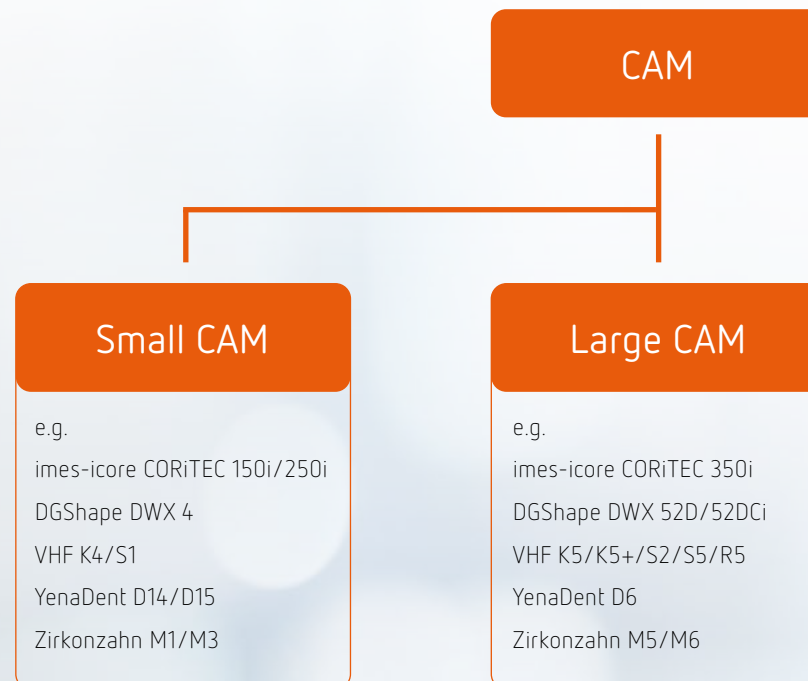 CAM
Small CAM
e.g.
imes-icore CORiTEC 150i/250i
DGShape DWX 4
VHF K4/S1
YenaDent D14/D15
Zirkonzahn M1/M3
Large CAM
e.g.
imes-icore CORiTEC 350i
DGShape DWX 52D/52DCi
VHF K5/K5+/S2/S5/R5
YenaDent D6
Zirkonzahn M5/M6